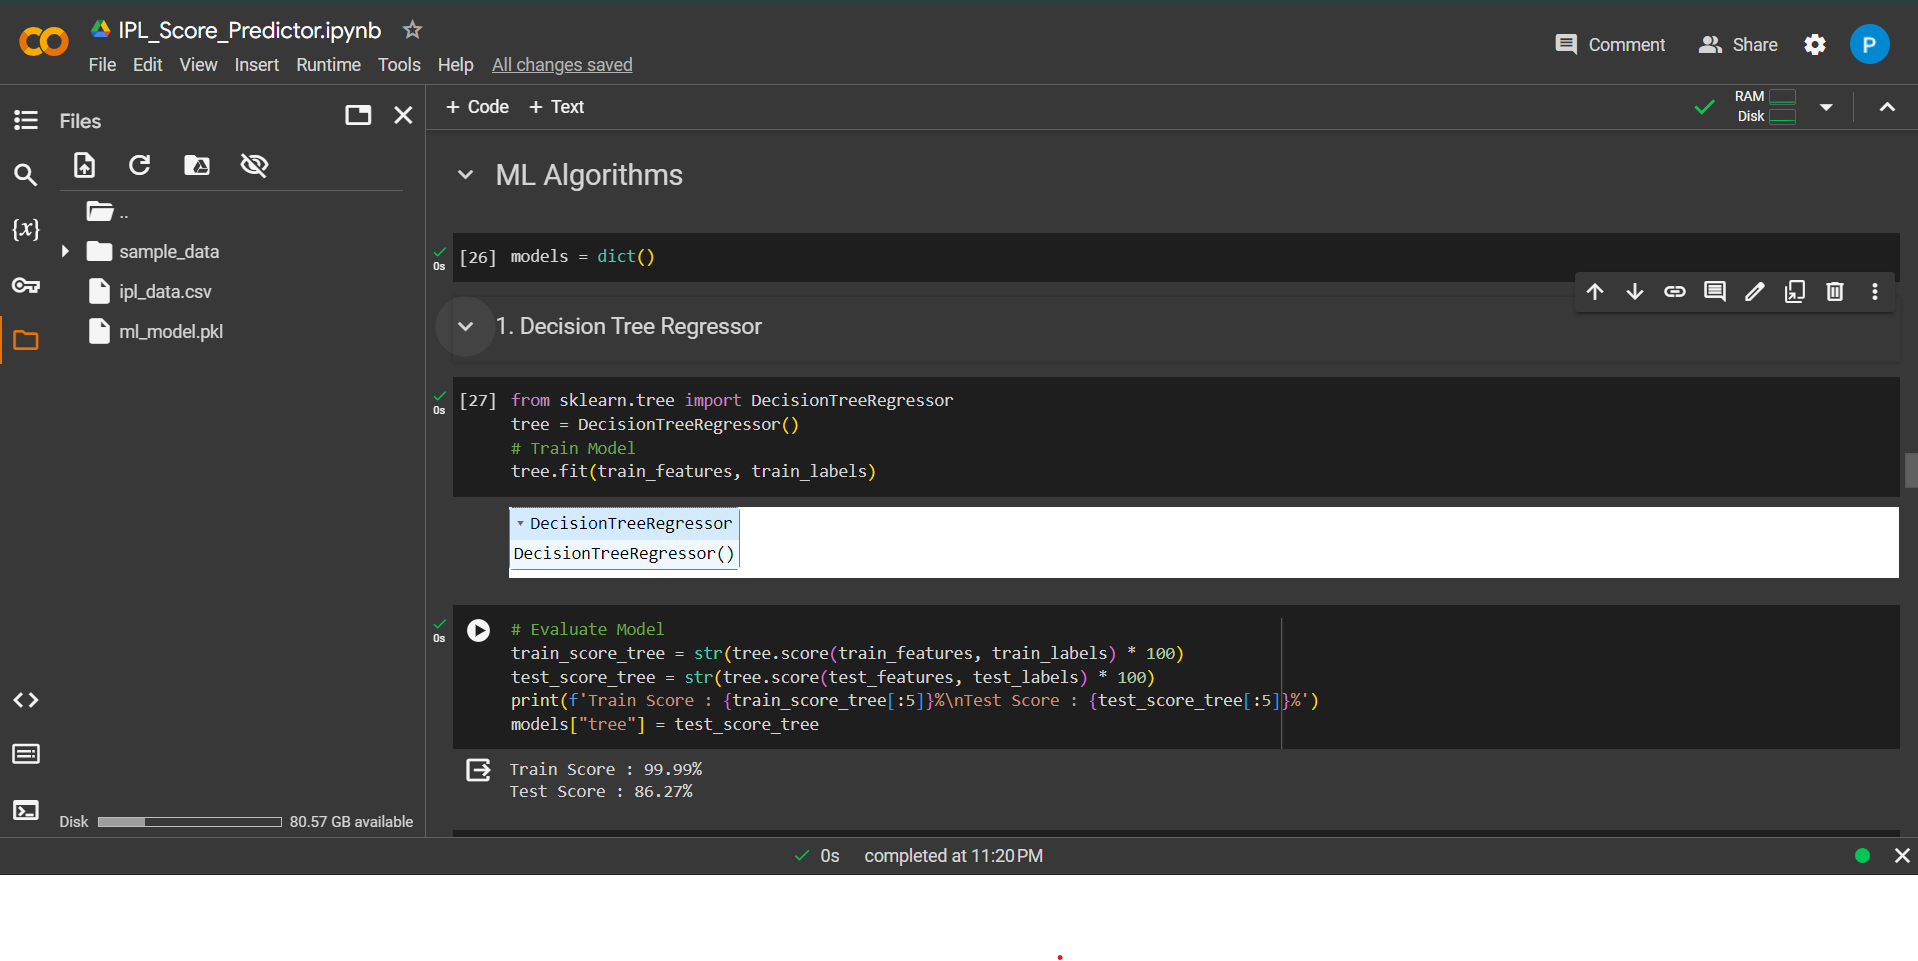 IPL_Score_Predictor.ipynb
File Edit View Insert Runtime Tools Help All changes saved
Comment Share P
Files
+ Code + Text
RAM
Disk
..
sample_data
ipl_data.csv
ml_model.pkl
{x}
Disk 80.57 GB available
ML Algorithms
0s [26] models = dict()
1. Decision Tree Regressor
0s [27] from sklearn.tree import DecisionTreeRegressor
tree = DecisionTreeRegressor()
# Train Model
tree.fit(train_features, train_labels)
DecisionTreeRegressor
DecisionTreeRegressor()
0s # Evaluate Model
train_score_tree = str(tree.score(train_features, train_labels) * 100)
test_score_tree = str(tree.score(test_features, test_labels) * 100)
print(f'Train Score : {train_score_tree[:5]}%\nTest Score : {test_score_tree[:5]}%')
models["tree"] = test_score_tree
Train Score : 99.99%
Test Score : 86.27%
0s completed at 11:20 PM